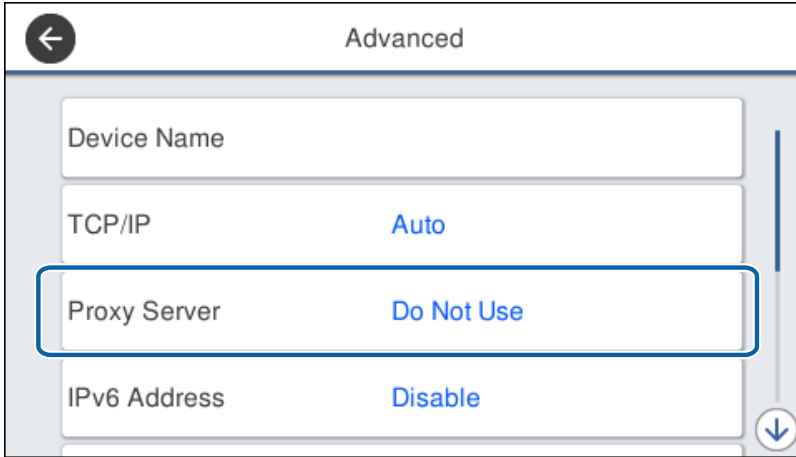 Advanced
Device Name
TCP/IP Auto
Proxy Server Do Not Use
IPv6 Address Disable